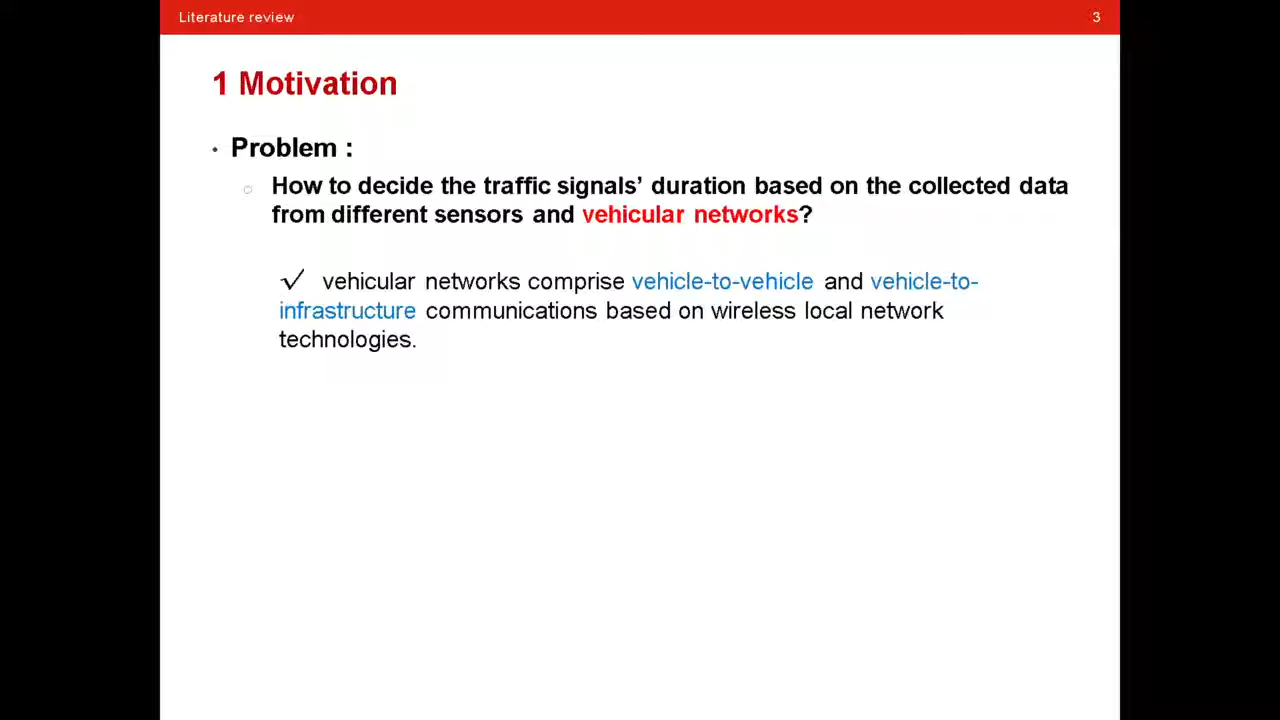 Literature review 3
1 Motivation
• Problem :
○ How to decide the traffic signals’ duration based on the collected data
from different sensors and vehicular networks?
✓ vehicular networks comprise vehicle-to-vehicle and vehicle-to-
infrastructure communications based on wireless local network
technologies.